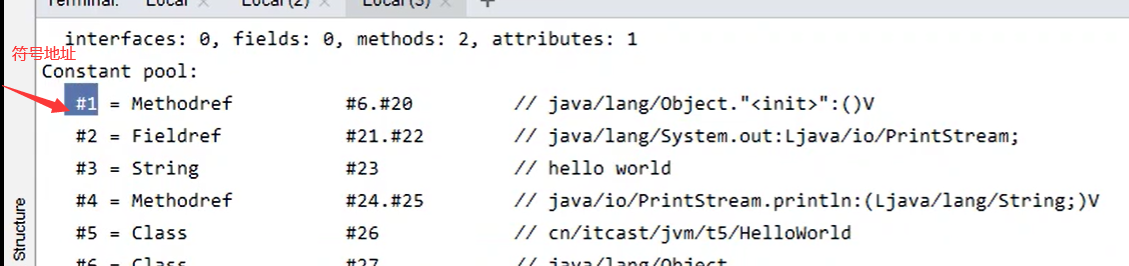 Terminal: Local × Local (2) × Local (3) × +
interfaces: 0, fields: 0, methods: 2, attributes: 1
符号地址
Constant pool:
#1 = Methodref #6.#20 // java/lang/Object."<init>":()V
#2 = Fieldref #21.#22 // java/lang/System.out:Ljava/io/PrintStream;
#3 = String #23 // hello world
#4 = Methodref #24.#25 // java/io/PrintStream.println:(Ljava/lang/String;)V
#5 = Class #26 // cn/itcast/jvm/t5/HelloWorld
#6 = Class #27 // java/lang/Object
Structure